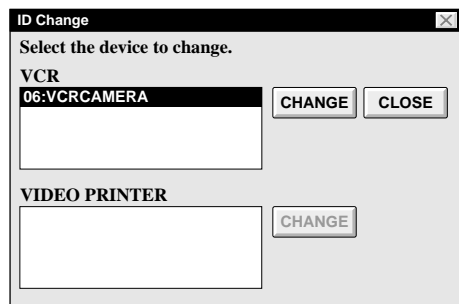 ID Change
Select the device to change.
VCR
06:VCRCAMERA
CHANGE CLOSE
VIDEO PRINTER
CHANGE